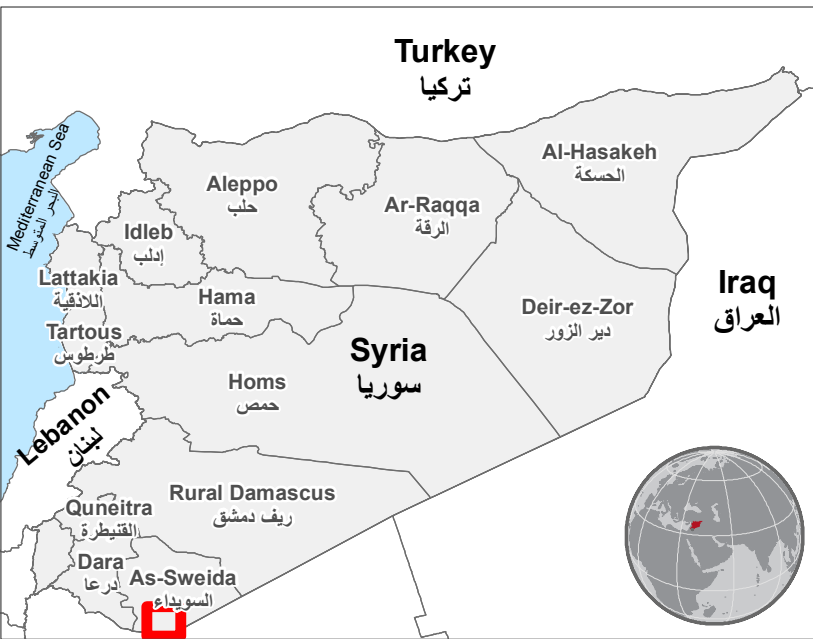 Turkey
تركيا
Mediterranean Sea
البحر المتوسط
Al-Hasakeh
الحسكة
Aleppo
حلب
Ar-Raqqa
الرقة
Idleb
إدلب
Lattakia
اللاذقية
Hama
حماة
Iraq
العراق
Deir-ez-Zor
دير الزور
Tartous
طرطوس
Syria
سوريا
Homs
حمص
Lebanon
لبنان
Rural Damascus
ريف دمشق
Quneitra
القنيطرة
Dara
درعا
As-Sweida
السويداء